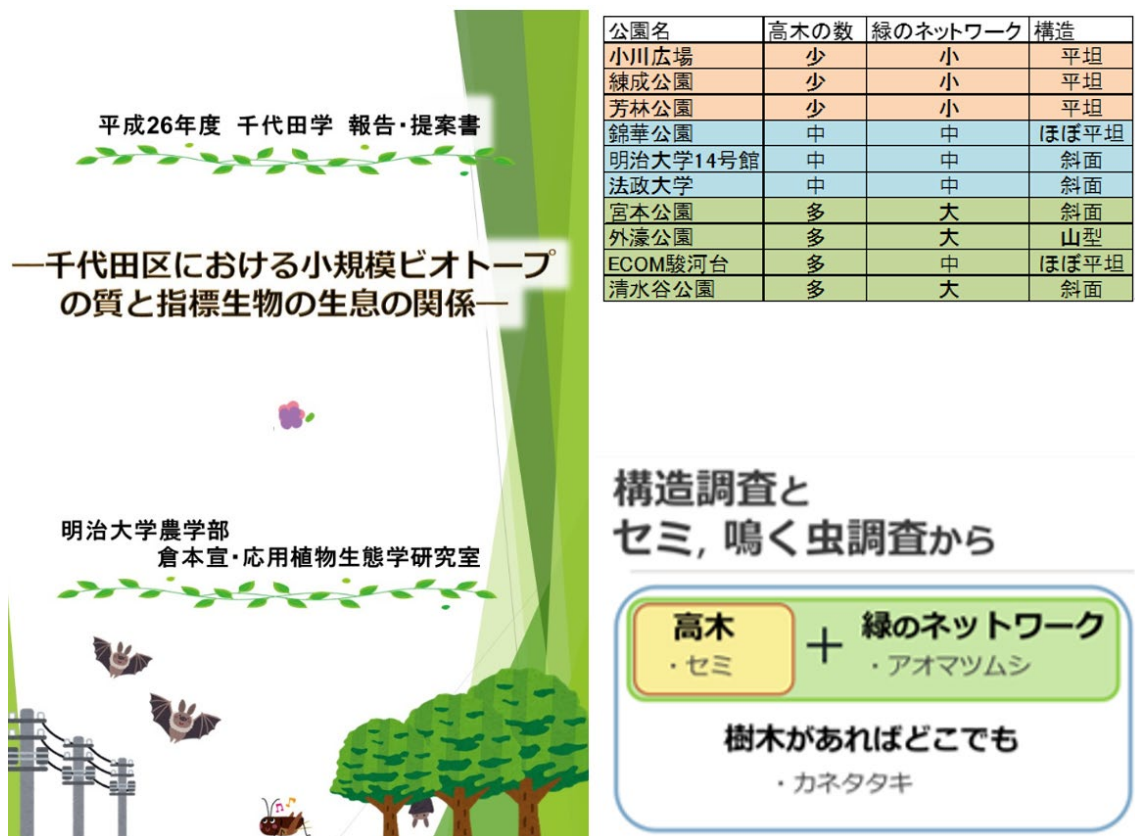 平成26年度 千代田学 報告・提案書
―千代田区における小規模ビオトープ
の質と指標生物の生息の関係―
明治大学農学部
倉本宣・応用植物生態学研究室
公園名 高木の数 緑のネットワーク 構造
小川広場 少 小 平坦
練成公園 少 小 平坦
芳林公園 少 小 平坦
錦華公園 中 中 ほぼ平坦
明治大学14号館 中 中 斜面
法政大学 中 中 斜面
宮本公園 多 大 斜面
外濠公園 多 大 山型
ECOM駿河台 多 中 ほぼ平坦
清水谷公園 多 大 斜面
構造調査と
セミ, 鳴く虫調査から
高木 + 緑のネットワーク
・セミ ・アオマツムシ
樹木があればどこでも
・カネタタキ